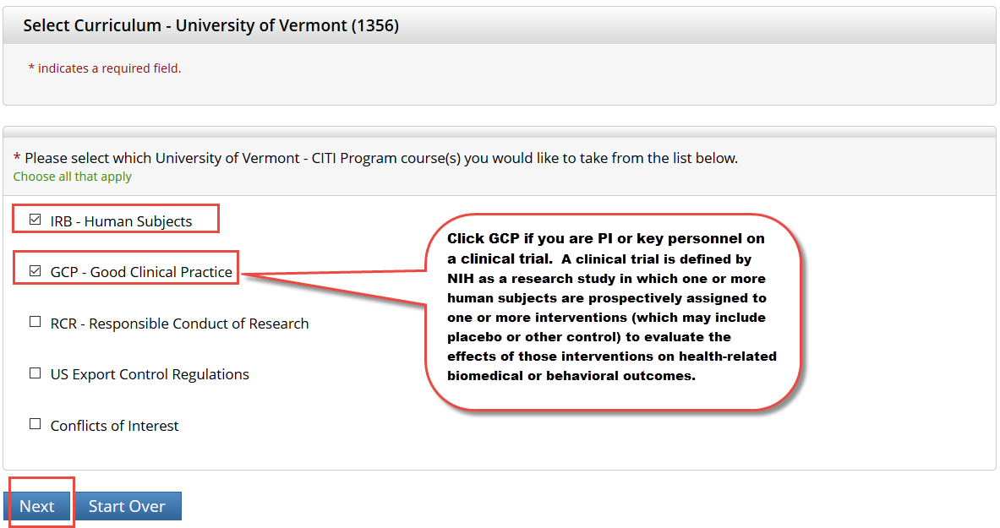 Select Curriculum - University of Vermont (1356)
* indicates a required field.
* Please select which University of Vermont - CITI Program course(s) you would like to take from the list below.
Choose all that apply
IRB - Human Subjects
GCP - Good Clinical Practice
RCR - Responsible Conduct of Research
US Export Control Regulations
Conflicts of Interest
Click GCP if you are PI or key personnel on
a clinical trial.  A clinical trial is defined by
NIH as a research study in which one or more
human subjects are prospectively assigned to
one or more interventions (which may include
placebo or other control) to evaluate the
effects of those interventions on health-related
biomedical or behavioral outcomes.
Next
Start Over